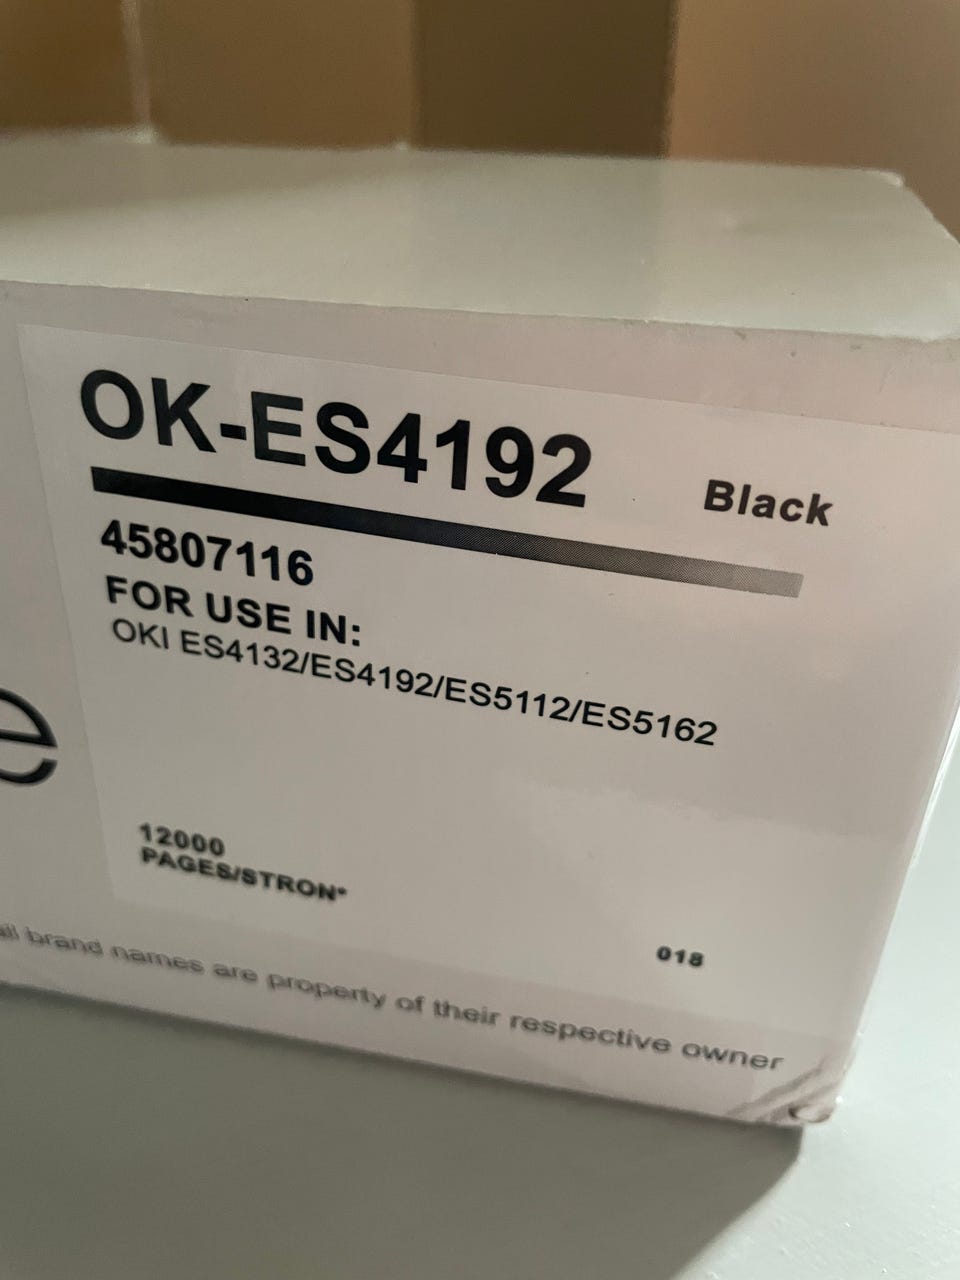 OK-ES4192
Black
45807116
FOR USE IN:
OKI ES4132/ES4192/ES5112/ES5162
e
12000
PAGES/STRON*
018
all brand names are property of their respective owner